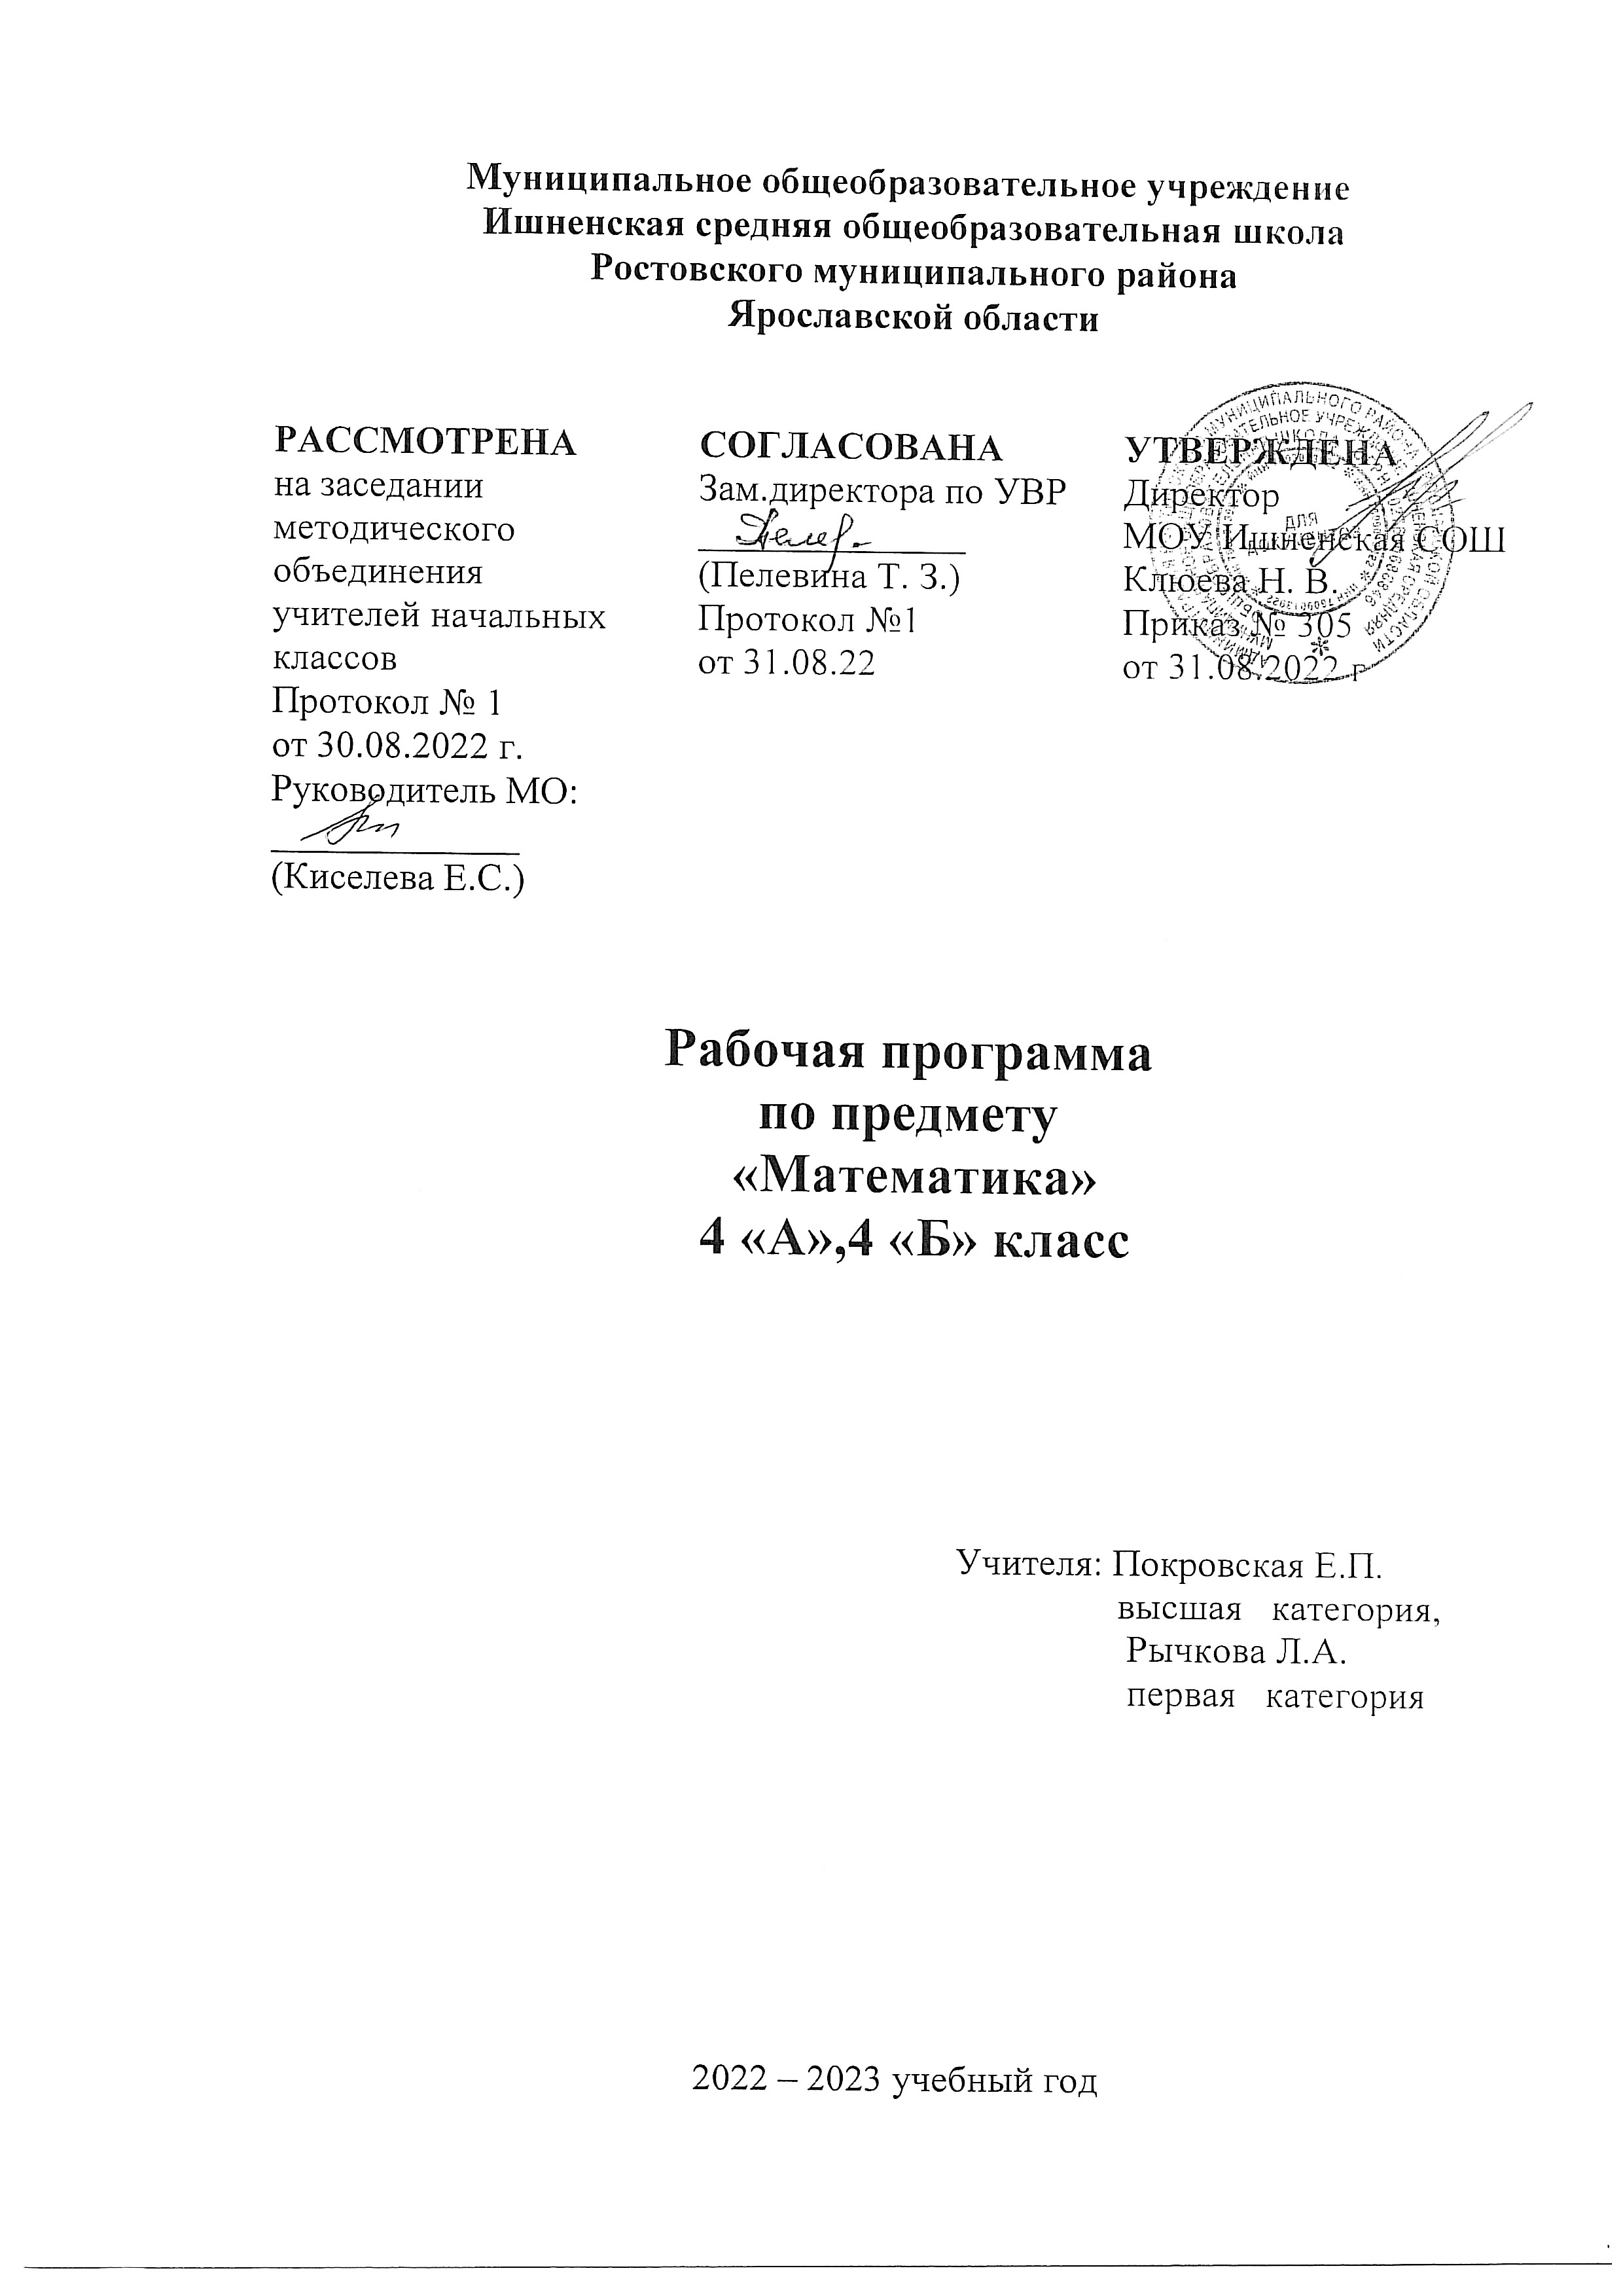 Муниципальное общеобразовательное учреждение
Ишненская средняя общеобразовательная школа
Ростовского муниципального района
Ярославской области
РАССМОТРЕНА
на заседании
методического
объединения
учителей начальных
классов
Протокол № 1
от 30.08.2022 г.
Руководитель МО:
(Киселева Е.С.)
СОГЛАСОВАНА
Зам.директора по УВР
(Пелевина Т. З.)
Протокол №1
от 31.08.22
УТВЕРЖДЕНА
Директор
МОУ Ишненская СОШ
Клюева Н. В.
Приказ № 305
от 31.08.2022 г
МУНИЦИПАЛЬНОГО РАЙОНА
ДЛЯ
Рабочая программа
по предмету
«Математика»
4 «А»,4 «Б» класс
Учителя: Покровская Е.П.
высшая категория,
Рычкова Л.А.
первая категория
2022 – 2023 учебный год